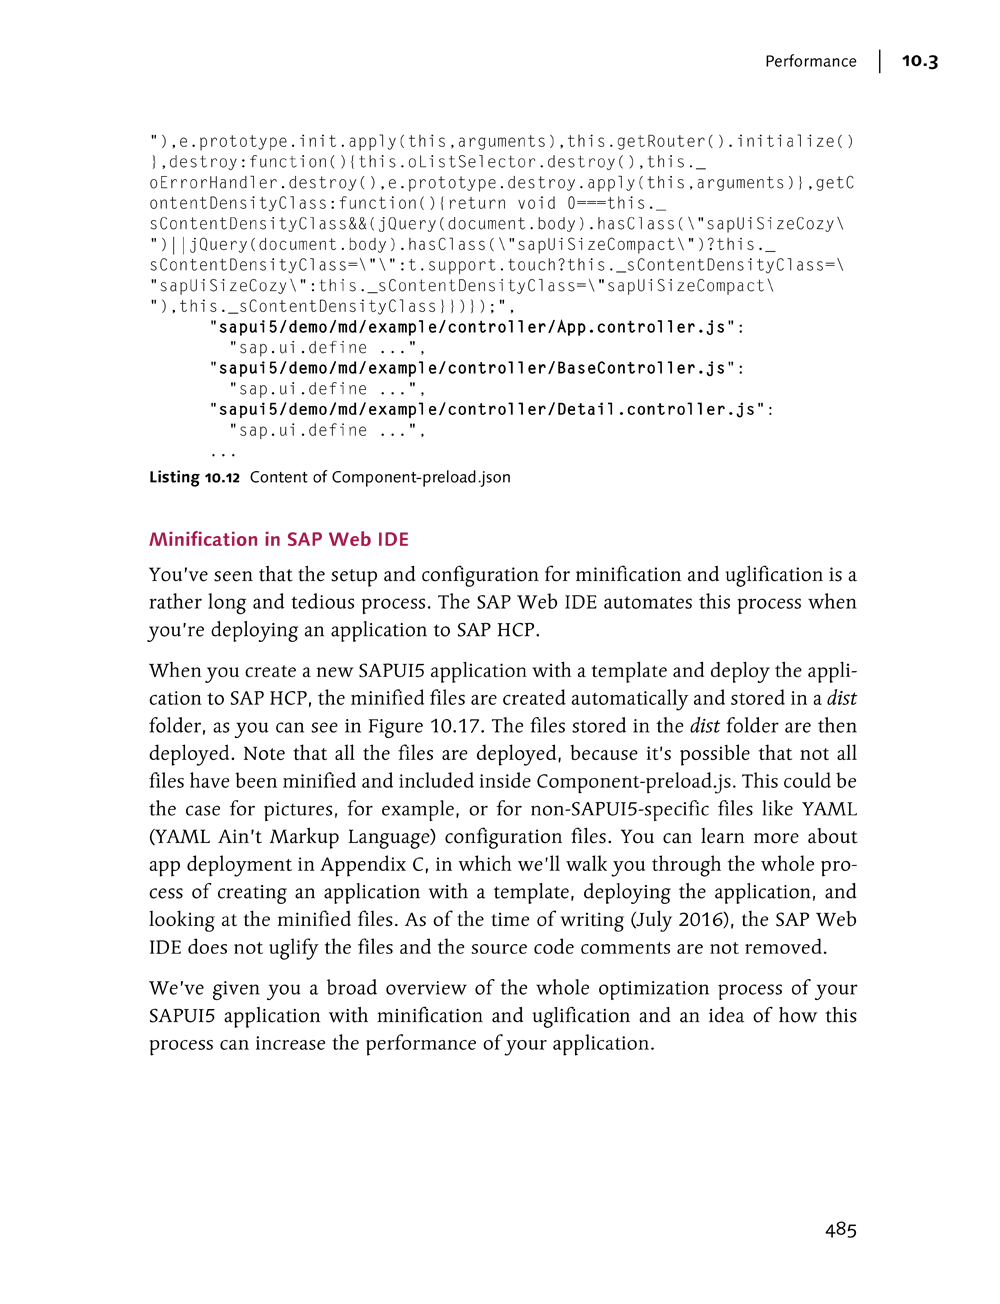 Performance | 10.3
"),e.prototype.init.apply(this,arguments),this.getRouter().initialize()
},destroy:function(){this.oListSelector.destroy(),this._
oErrorHandler.destroy(),e.prototype.destroy.apply(this,arguments)},getC
ontentDensityClass:function(){return void 0===this._
sContentDensityClass&&(jQuery(document.body).hasClass(\"sapUiSizeCozy\
")||jQuery(document.body).hasClass(\"sapUiSizeCompact\")?this._
sContentDensityClass=\"\":t.support.touch?this._sContentDensityClass=\
"sapUiSizeCozy\":this._sContentDensityClass=\"sapUiSizeCompact\
"),this._sContentDensityClass}})});",
"sapui5/demo/md/example/controller/App.controller.js":
"sap.ui.define ...",
"sapui5/demo/md/example/controller/BaseController.js":
"sap.ui.define ...",
"sapui5/demo/md/example/controller/Detail.controller.js":
"sap.ui.define ...",
...
Listing 10.12 Content of Component-preload.json
Minification in SAP Web IDE
You've seen that the setup and configuration for minification and uglification is a
rather long and tedious process. The SAP Web IDE automates this process when
you're deploying an application to SAP HCP.
When you create a new SAPUI5 application with a template and deploy the appli-
cation to SAP HCP, the minified files are created automatically and stored in a dist
folder, as you can see in Figure 10.17. The files stored in the dist folder are then
deployed. Note that all the files are deployed, because it's possible that not all
files have been minified and included inside Component-preload.js. This could be
the case for pictures, for example, or for non-SAPUI5-specific files like YAML
(YAML Ain't Markup Language) configuration files. You can learn more about
app deployment in Appendix C, in which we'll walk you through the whole pro-
cess of creating an application with a template, deploying the application, and
looking at the minified files. As of the time of writing (July 2016), the SAP Web
IDE does not uglify the files and the source code comments are not removed.
We've given you a broad overview of the whole optimization process of your
SAPUI5 application with minification and uglification and an idea of how this
process can increase the performance of your application.
485